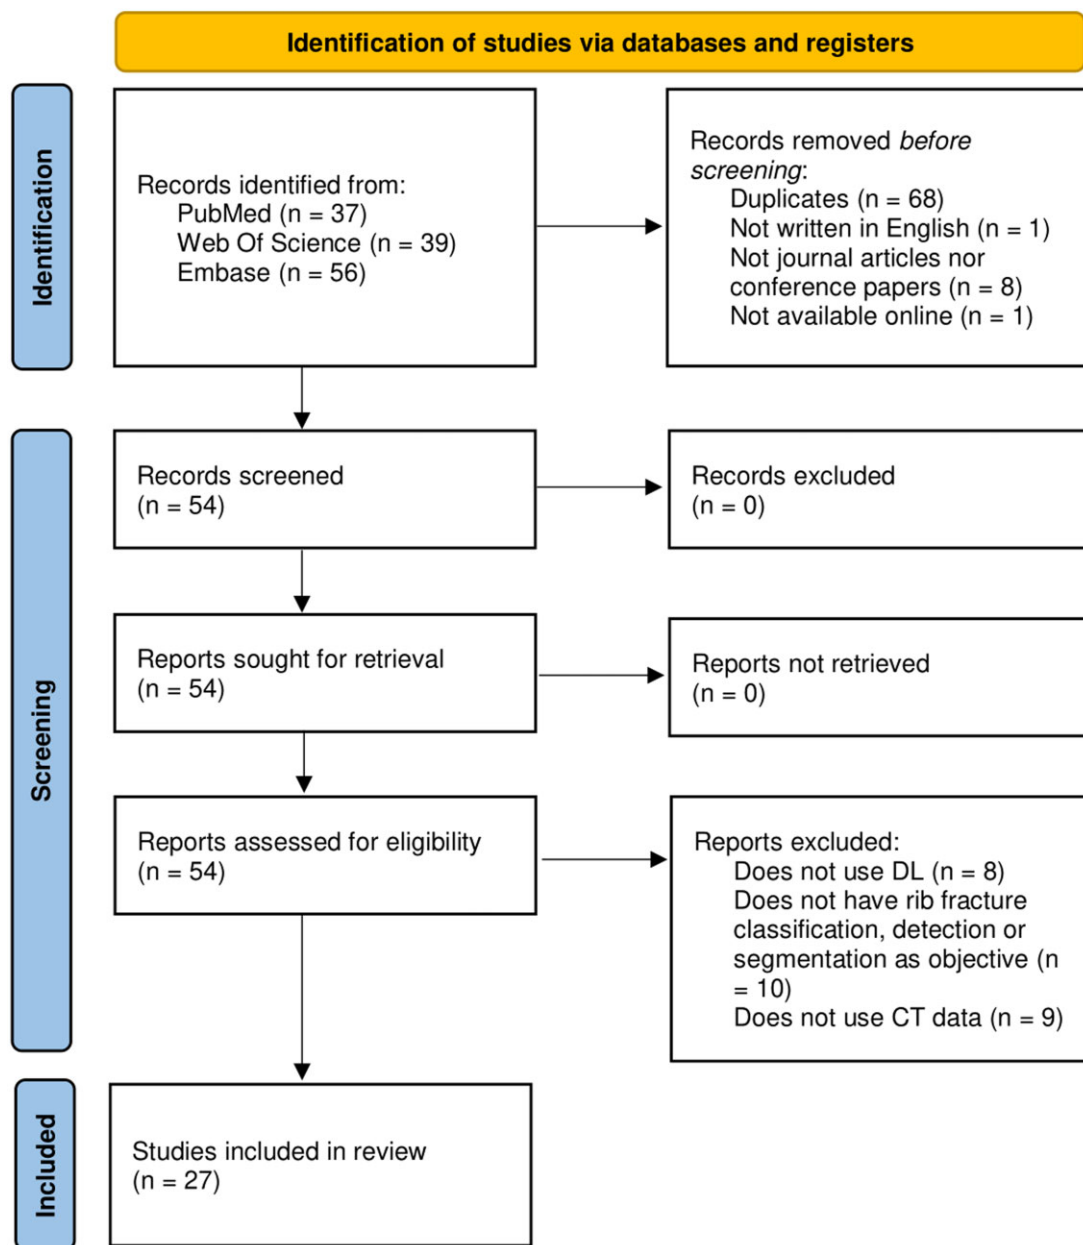 Identification of studies via databases and registers
Identification
Records identified from:
PubMed (n = 37)
Web Of Science (n = 39)
Embase (n = 56)
Records removed before
screening:
Duplicates (n = 68)
Not written in English (n = 1)
Not journal articles nor
conference papers (n = 8)
Not available online (n = 1)
Screening
Records screened
(n = 54)
Records excluded
(n = 0)
Reports sought for retrieval
(n = 54)
Reports not retrieved
(n = 0)
Reports assessed for eligibility
(n = 54)
Reports excluded:
Does not use DL (n = 8)
Does not have rib fracture
classification, detection or
segmentation as objective (n
= 10)
Does not use CT data (n = 9)
Included
Studies included in review
(n = 27)